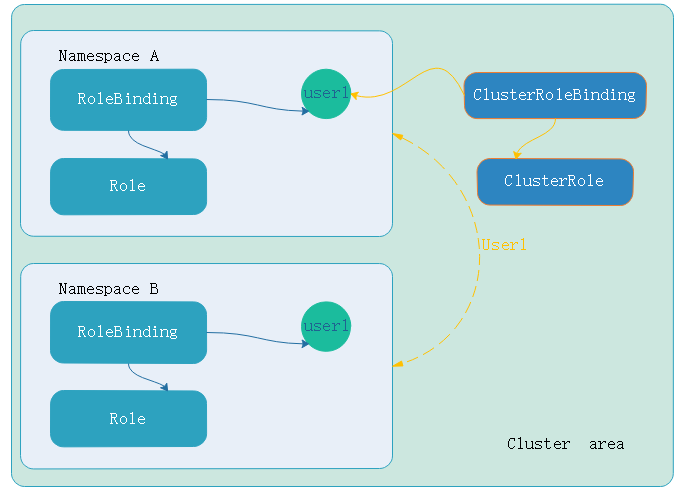 Namespace A
RoleBinding
user1
Role
ClusterRoleBinding
ClusterRole
User1
Namespace B
RoleBinding
user1
Role
Cluster area